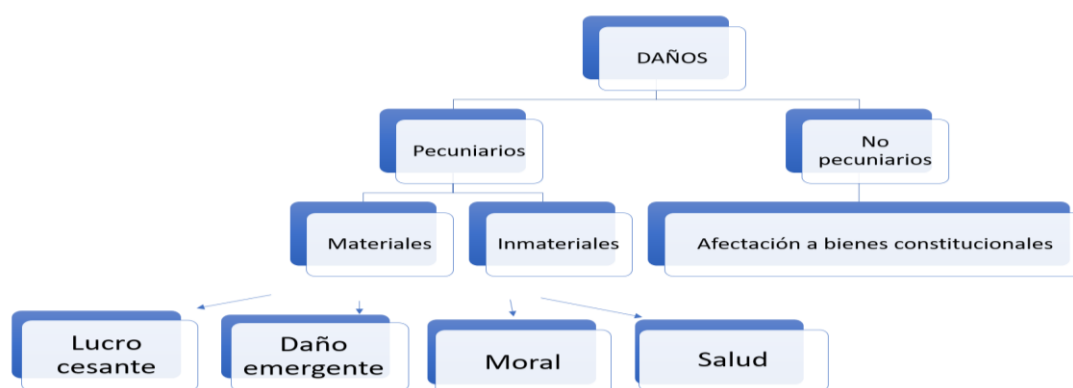 DAÑOS
Pecuniarios
No
pecuniarios
Materiales
Inmateriales
Afectación a bienes constitucionales
Lucro
cesante
Daño
emergente
Moral
Salud